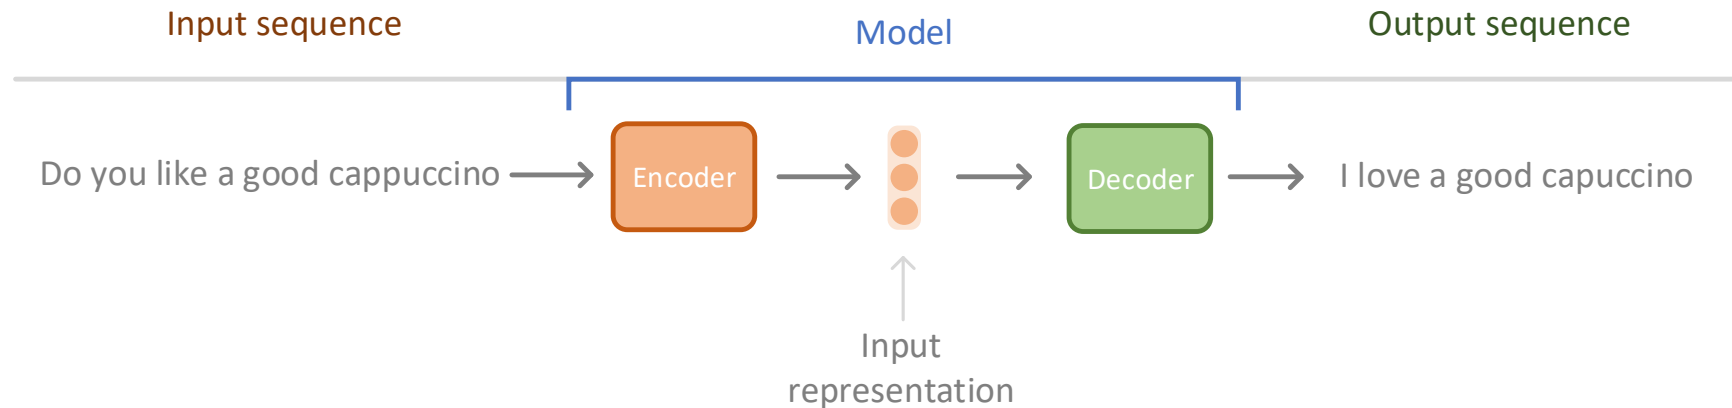 Input sequence
Model
Output sequence
Do you like a good cappuccino
Encoder
Decoder
I love a good capuccino
Input
representation